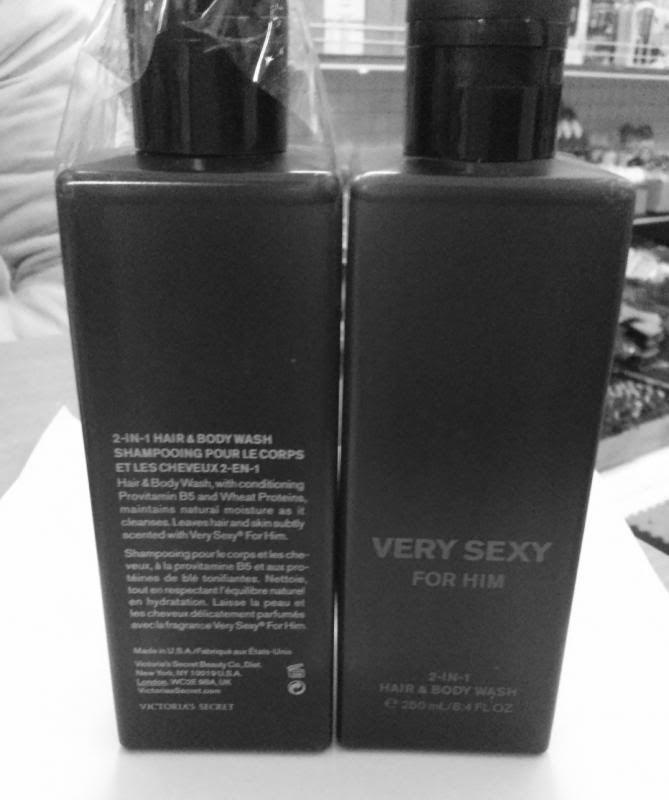 2-IN-1 HAIR & BODY WASH
SHAMPOOING POUR LE CORPS
ET LES CHEVEUX 2-EN-1
Hair & Body Wash, with conditioning
Provitamin B5 and Wheat Proteins,
maintains natural moisture as it
cleanses. Leaves hair and skin subtly
scented with Very Sexy® For Him.
Shampooing pour le corps et les che-
veux, à la provitamine B5 et aux pro-
téines de blé tonifiantes. Nettoie,
tout en respectant l'équilibre naturel
en hydratation. Laisse la peau et
les cheveux délicatement parfumés
avec la fragrance Very Sexy® For Him.
Made in U.S.A./Fabriqué aux États-Unis
Victoria's Secret Beauty Co., Dist.
New York, NY 10019 U.S.A.
London, WC2E 9BA, UK
VictoriasSecret.com
VICTORIA'S SECRET
VERY SEXY
FOR HIM
2-IN-1
HAIR & BODY WASH
℮ 250 mL/8.4 FL OZ